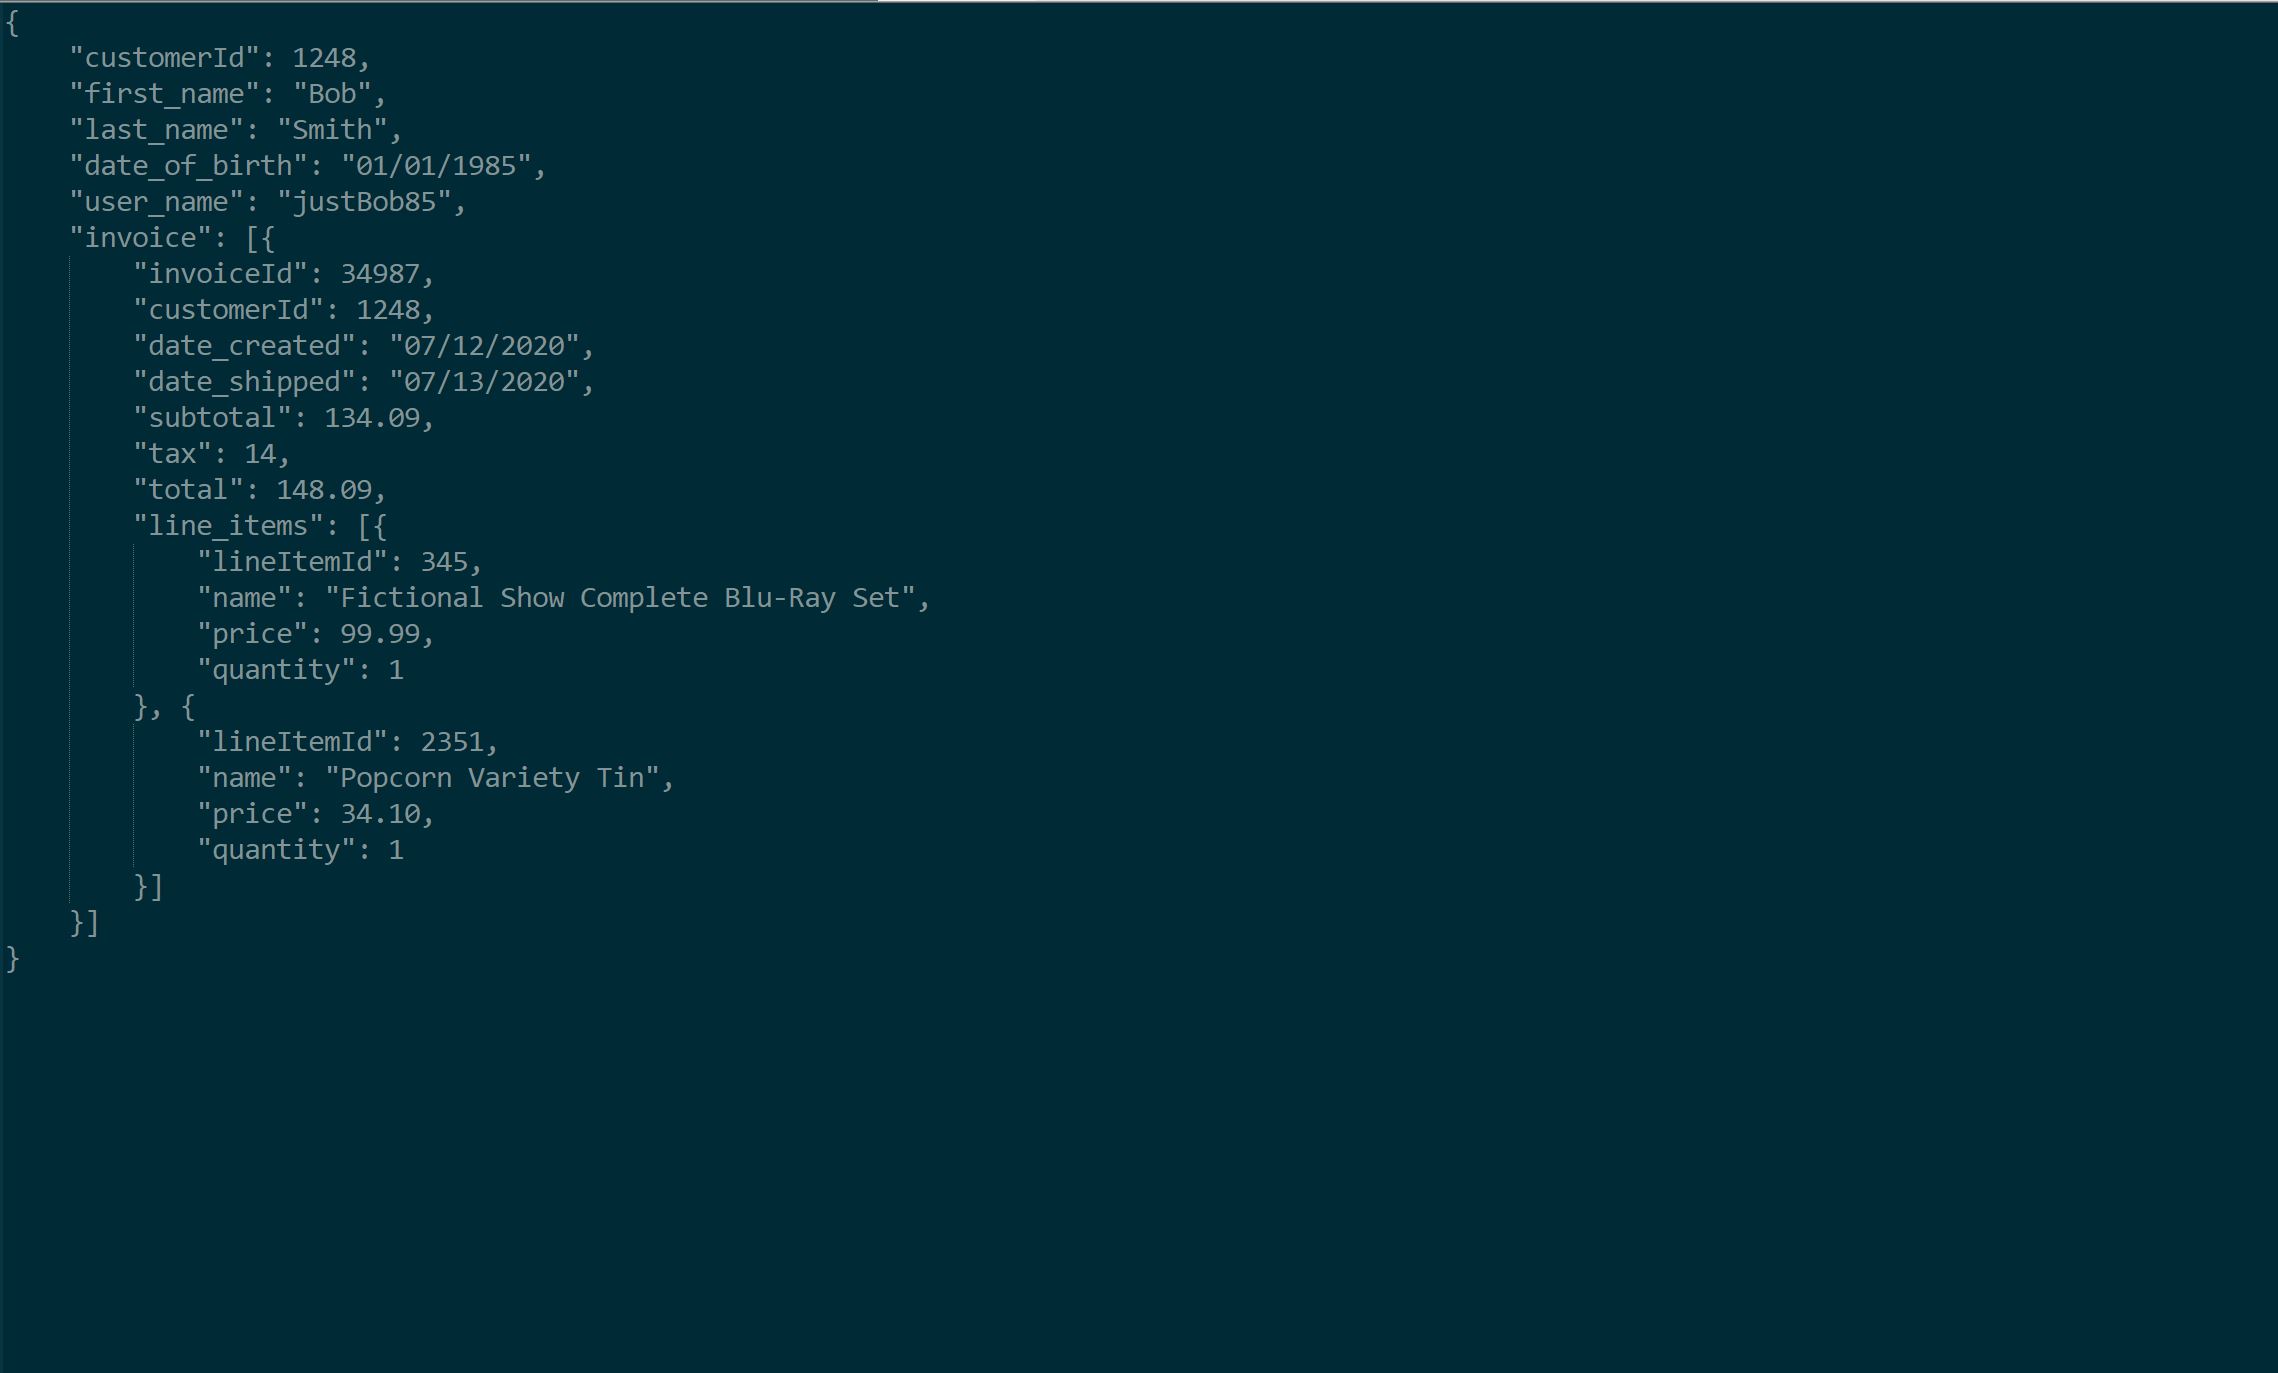 {
    "customerId": 1248,
    "first_name": "Bob",
    "last_name": "Smith",
    "date_of_birth": "01/01/1985",
    "user_name": "justBob85",
    "invoice": [{
        "invoiceId": 34987,
        "customerId": 1248,
        "date_created": "07/12/2020",
        "date_shipped": "07/13/2020",
        "subtotal": 134.09,
        "tax": 14,
        "total": 148.09,
        "line_items": [{
            "lineItemId": 345,
            "name": "Fictional Show Complete Blu-Ray Set",
            "price": 99.99,
            "quantity": 1
        }, {
            "lineItemId": 2351,
            "name": "Popcorn Variety Tin",
            "price": 34.10,
            "quantity": 1
        }]
    }]
}